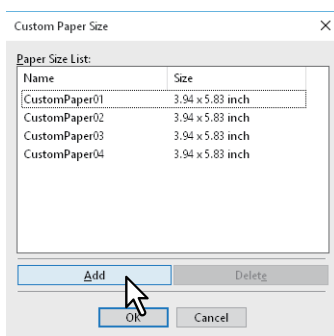 Custom Paper Size
Paper Size List:
Name Size
CustomPaper01 3.94 x 5.83 inch
CustomPaper02 3.94 x 5.83 inch
CustomPaper03 3.94 x 5.83 inch
CustomPaper04 3.94 x 5.83 inch
Add Delete
OK Cancel